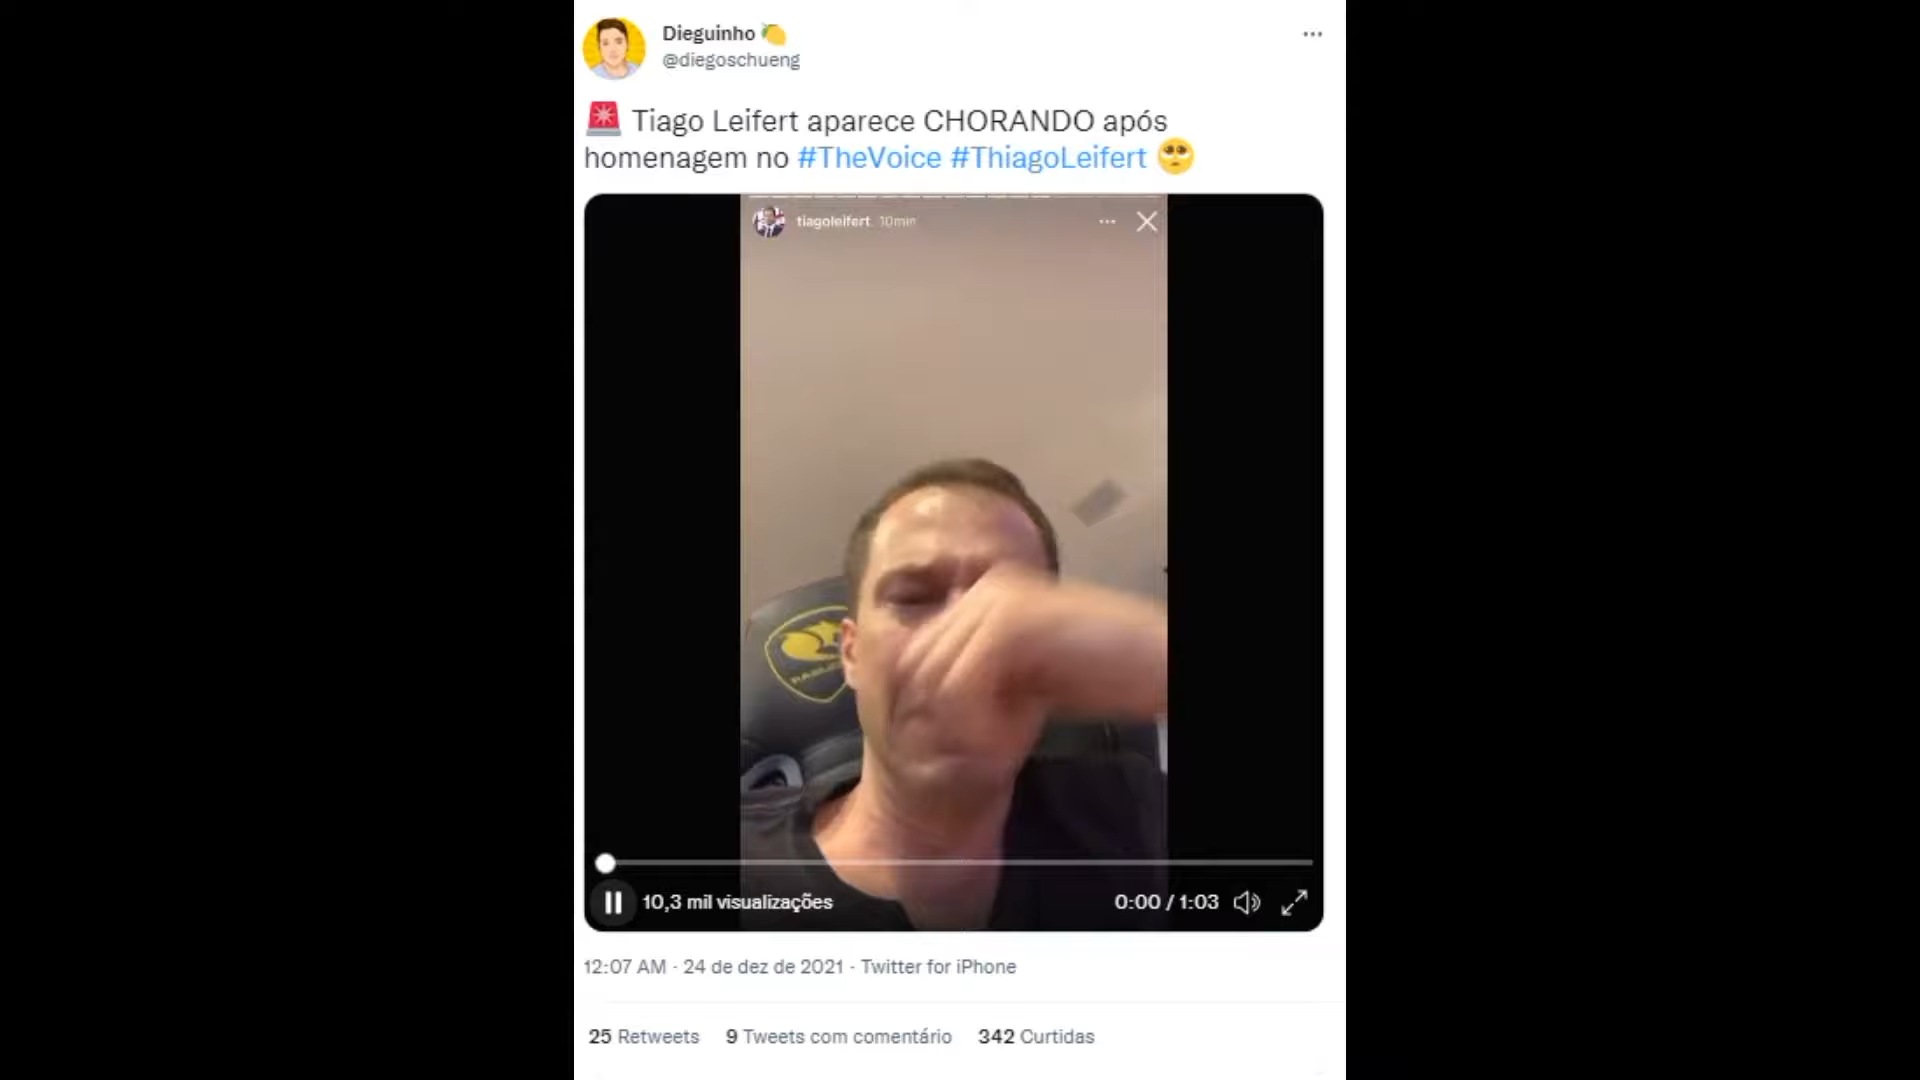 Dieguinho
@diegoschueng
Tiago Leifert aparece CHORANDO após
homenagem no #TheVoice #ThiagoLeifert
tiagoleifert 10min
10,3 mil visualizações
0:00 / 1:03
12:07 AM · 24 de dez de 2021 · Twitter for iPhone
25 Retweets 9 Tweets com comentário 342 Curtidas